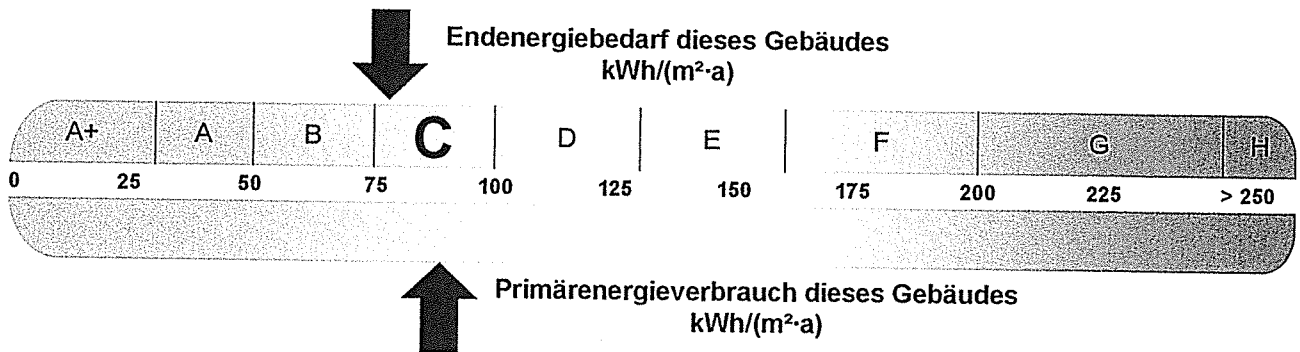 Endenergiebedarf dieses Gebäudes
kWh/(m²·a)
A+ A B C D E F G H
0 25 50 75 100 125 150 175 200 225 > 250
Primärenergieverbrauch dieses Gebäudes
kWh/(m²·a)